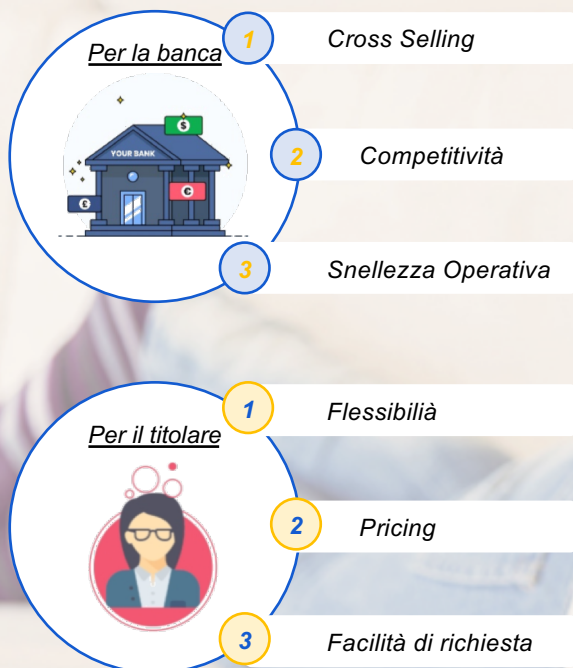 Per la banca
1
Cross Selling
$
YOUR BANK
€
£
2
Competitività
3
Snellezza Operativa
Per il titolare
1
Flessibilià
2
Pricing
3
Facilità di richiesta